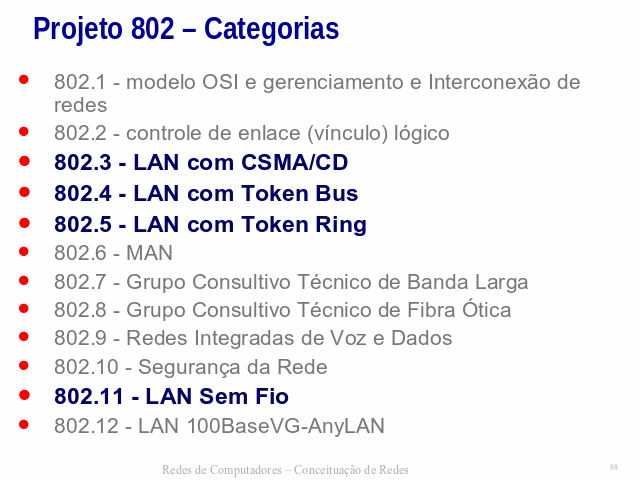 Projeto 802 – Categorias
802.1 - modelo OSI e gerenciamento e Interconexão de
redes
802.2 - controle de enlace (vínculo) lógico
802.3 - LAN com CSMA/CD
802.4 - LAN com Token Bus
802.5 - LAN com Token Ring
802.6 - MAN
802.7 - Grupo Consultivo Técnico de Banda Larga
802.8 - Grupo Consultivo Técnico de Fibra Ótica
802.9 - Redes Integradas de Voz e Dados
802.10 - Segurança da Rede
802.11 - LAN Sem Fio
802.12 - LAN 100BaseVG-AnyLAN
Redes de Computadores – Conceituação de Redes
88